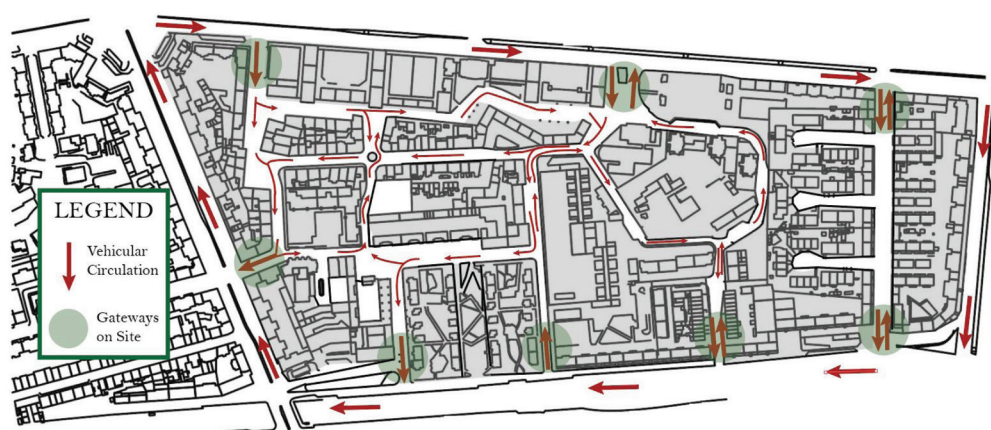 LEGEND
Vehicular
Circulation
Gateways
on Site